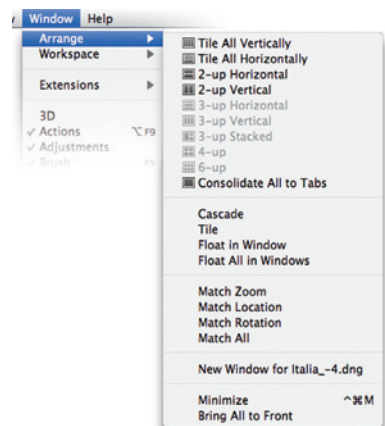 Window Help
Arrange
Workspace
Extensions
3D
✓ Actions ⌥F9
✓ Adjustments
✓ Brush F5
Tile All Vertically
Tile All Horizontally
2-up Horizontal
2-up Vertical
3-up Horizontal
3-up Vertical
3-up Stacked
4-up
6-up
Consolidate All to Tabs
Cascade
Tile
Float in Window
Float All in Windows
Match Zoom
Match Location
Match Rotation
Match All
New Window for Italia_-4.dng
Minimize ^⌘M
Bring All to Front